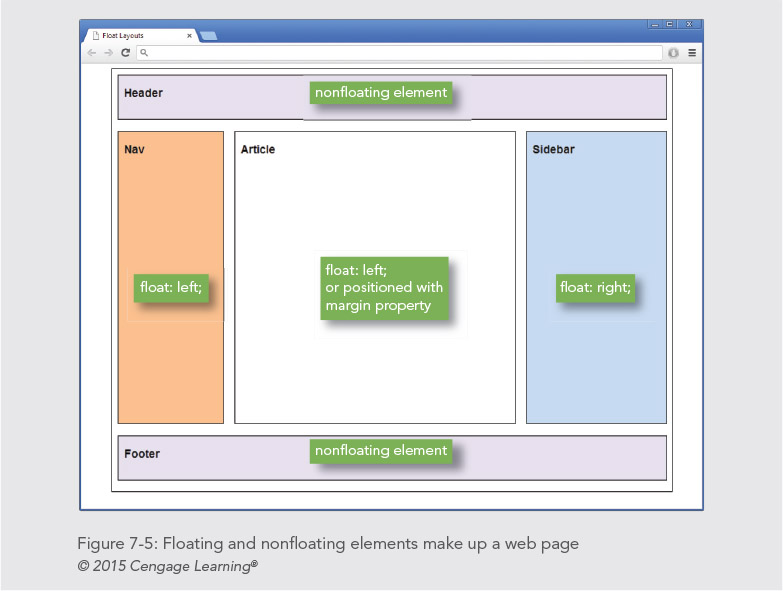 Float Layouts
Header
nonfloating element
Nav
Article
Sidebar
float: left;
float: left;
or positioned with
margin property
float: right;
Footer
nonfloating element
Figure 7-5: Floating and nonfloating elements make up a web page
© 2015 Cengage Learning®